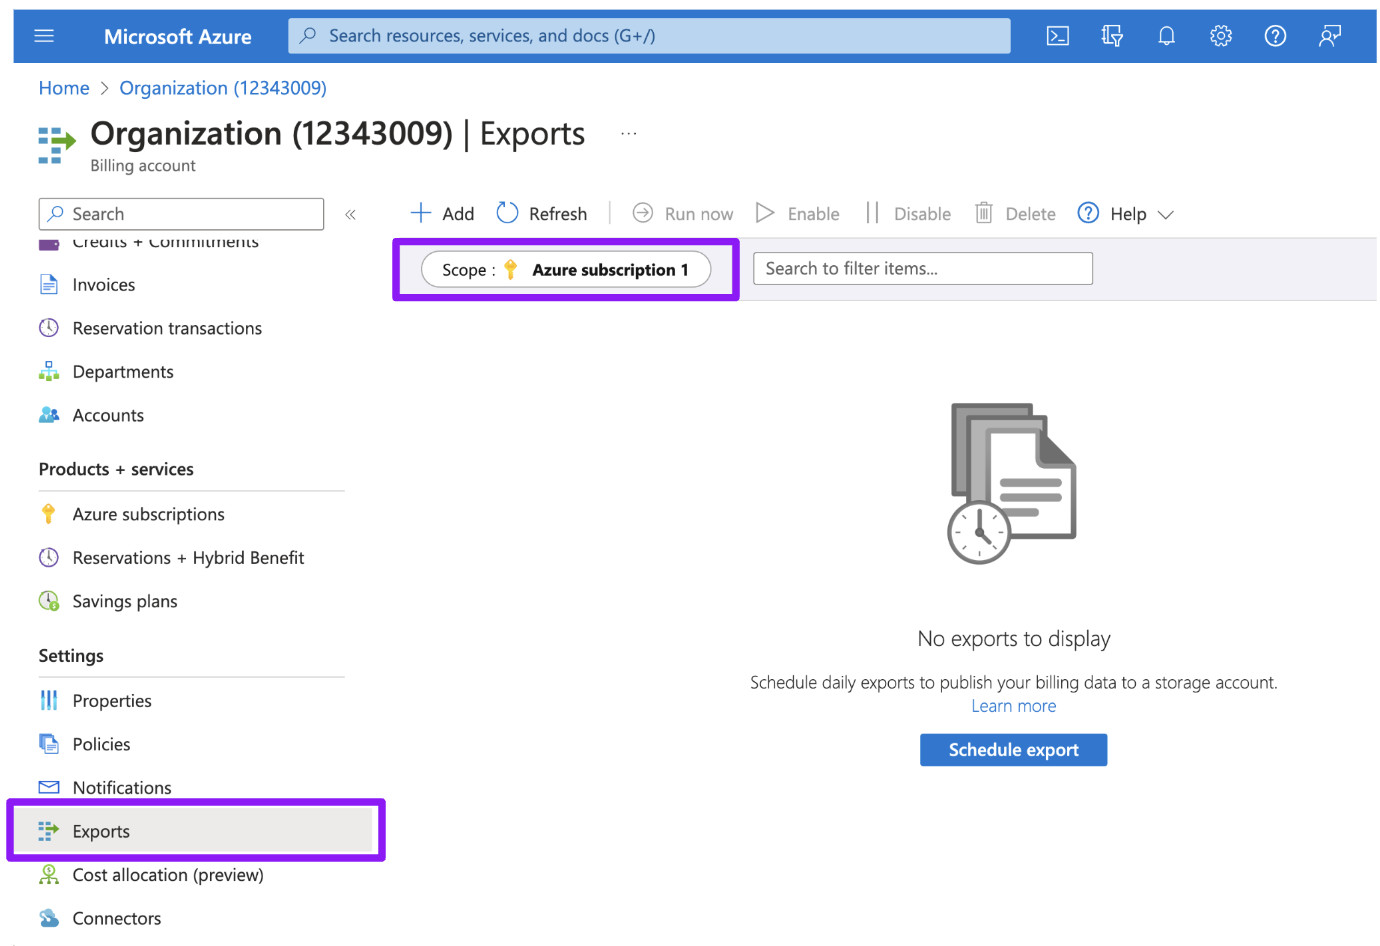 Microsoft Azure
Search resources, services, and docs (G+/)
Home > Organization (12343009)
Organization (12343009) | Exports ...
Billing account
Search «
Credits + Commitments
Invoices
Reservation transactions
Departments
Accounts
Products + services
Azure subscriptions
Reservations + Hybrid Benefit
Savings plans
Settings
Properties
Policies
Notifications
Exports
Cost allocation (preview)
Connectors
Add Refresh Run now Enable Disable Delete Help
Scope : Azure subscription 1
Search to filter items...
No exports to display
Schedule daily exports to publish your billing data to a storage account.
Learn more
Schedule export